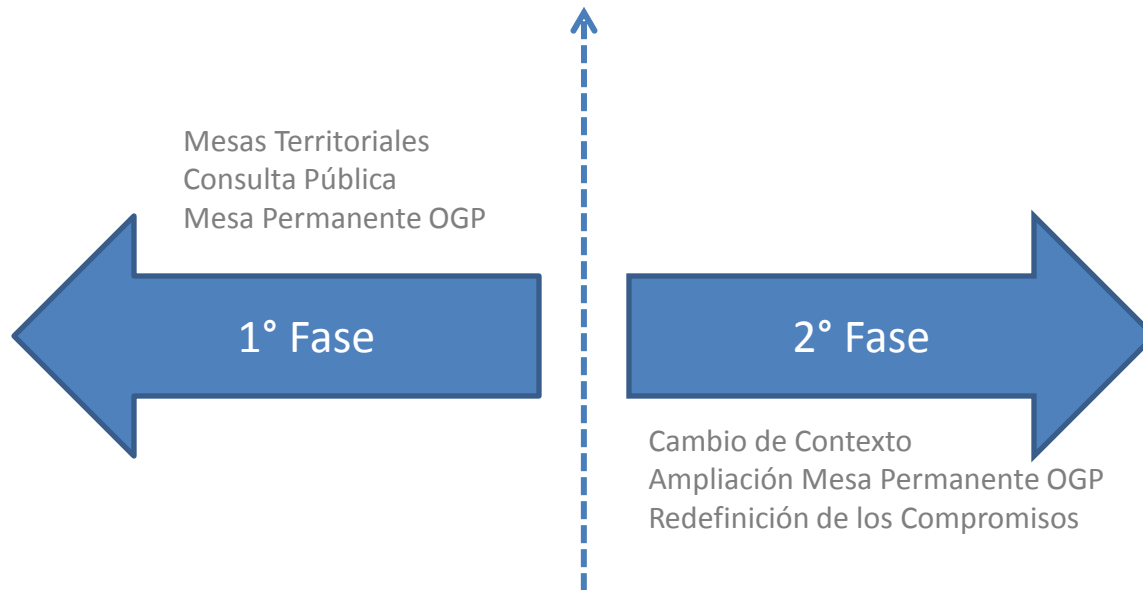 Mesas Territoriales
Consulta Pública
Mesa Permanente OGP
1° Fase
2° Fase
Cambio de Contexto
Ampliación Mesa Permanente OGP
Redefinición de los Compromisos